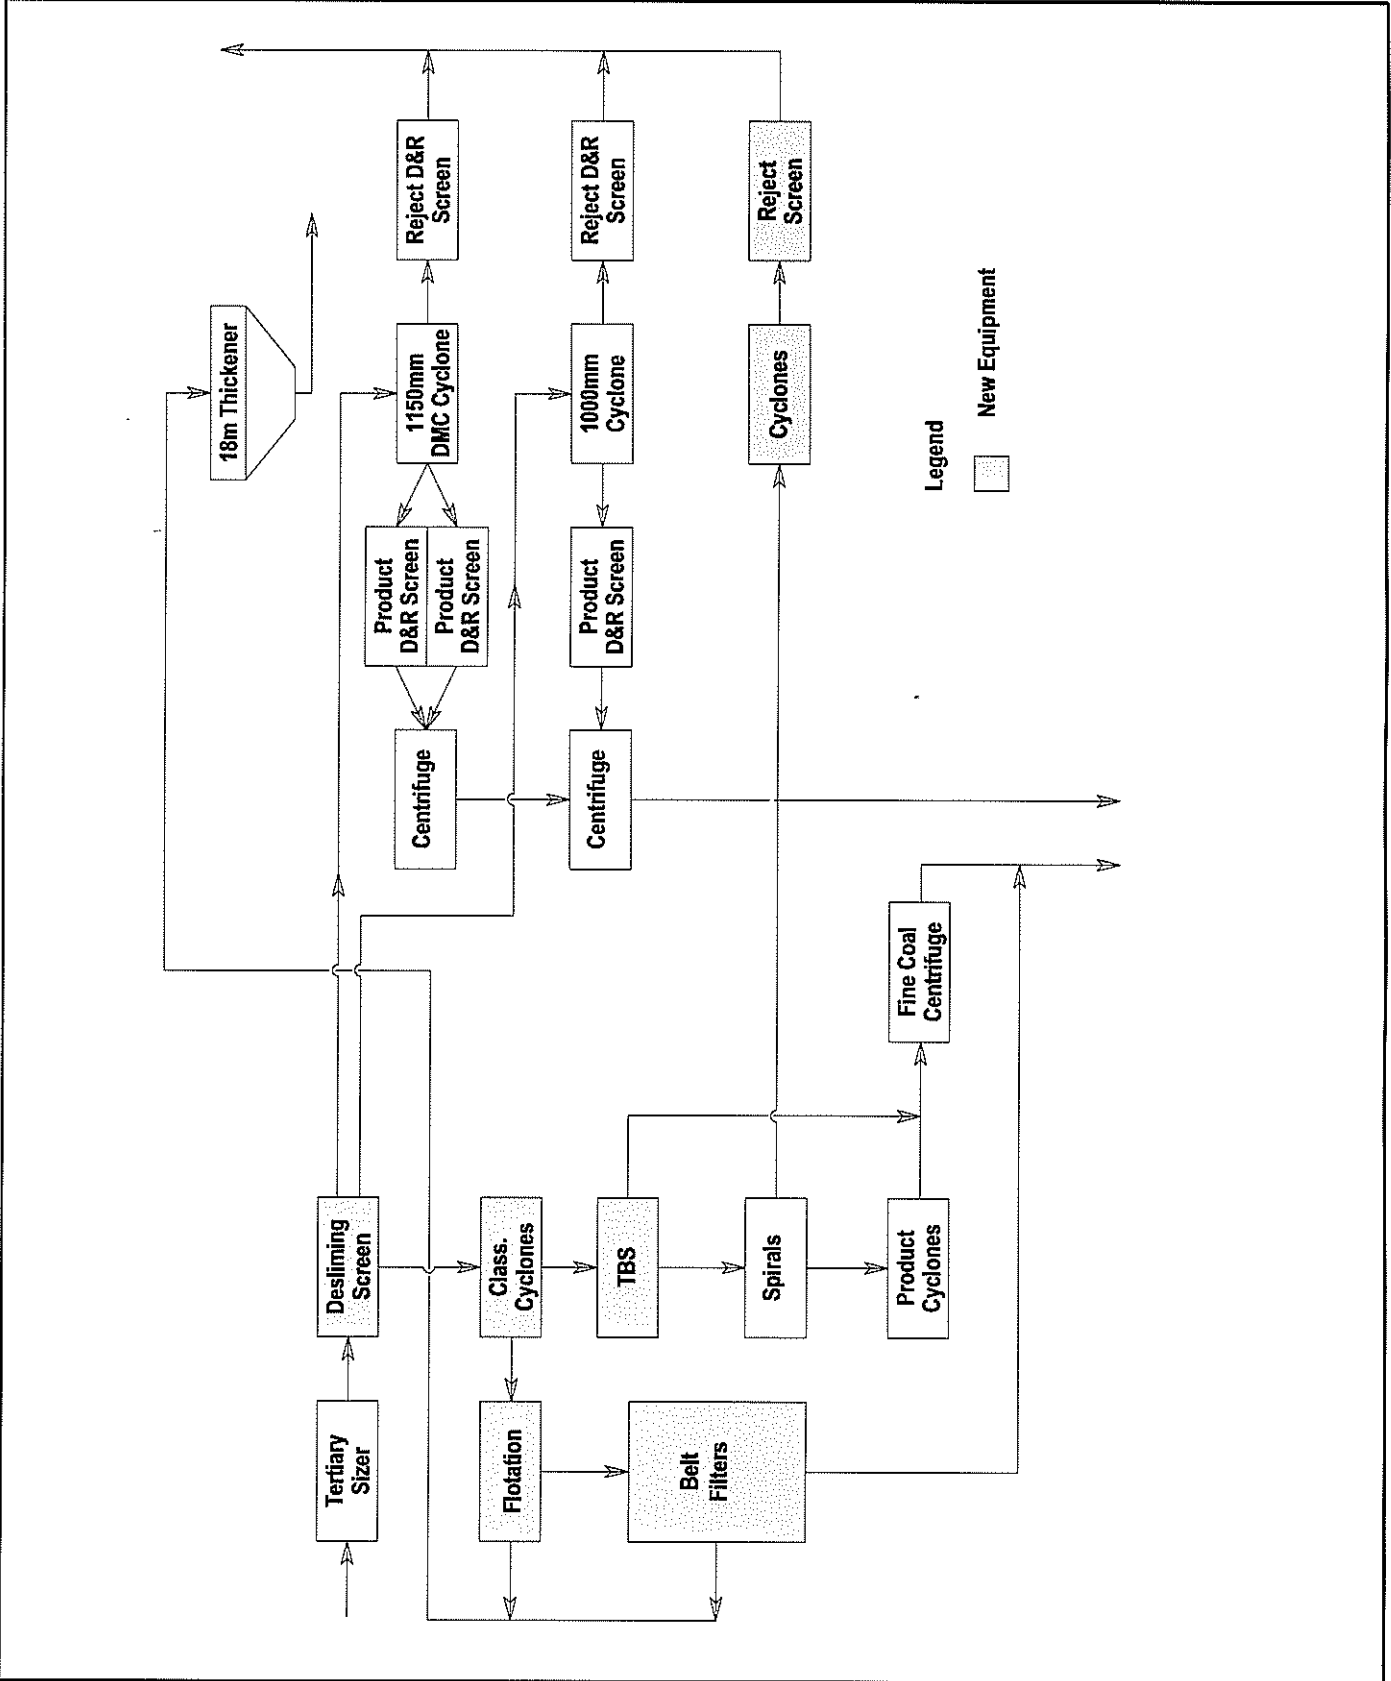 Tertiary
Sizer
Desliming
Screen
18m Thickener
Flotation
Class.
Cyclones
Centrifuge
Product
D&R Screen
Product
D&R Screen
1150mm
DMC Cyclone
Reject D&R
Screen
Belt
Filters
TBS
Centrifuge
Product
D&R Screen
1000mm
Cyclone
Reject D&R
Screen
Spirals
Cyclones
Reject
Screen
Product
Cyclones
Fine Coal
Centrifuge
Legend
New Equipment